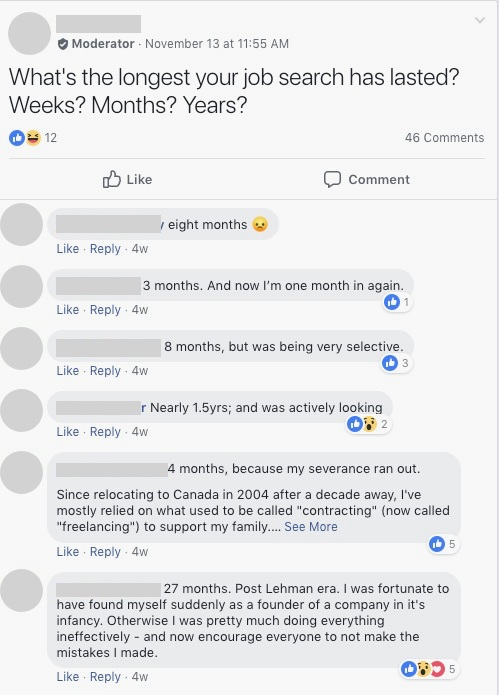 Moderator · November 13 at 11:55 AM
What's the longest your job search has lasted?
Weeks? Months? Years?
12
46 Comments
Like
Comment
eight months
Like · Reply · 4w
3 months. And now I'm one month in again.
1
Like · Reply · 4w
8 months, but was being very selective.
3
Like · Reply · 4w
r Nearly 1.5yrs; and was actively looking
2
Like · Reply · 4w
4 months, because my severance ran out.
Since relocating to Canada in 2004 after a decade away, I've
mostly relied on what used to be called "contracting" (now called
"freelancing") to support my family.... See More
5
Like · Reply · 4w
27 months. Post Lehman era. I was fortunate to
have found myself suddenly as a founder of a company in it's
infancy. Otherwise I was pretty much doing everything
ineffectively - and now encourage everyone to not make the
mistakes I made.
5
Like · Reply · 4w